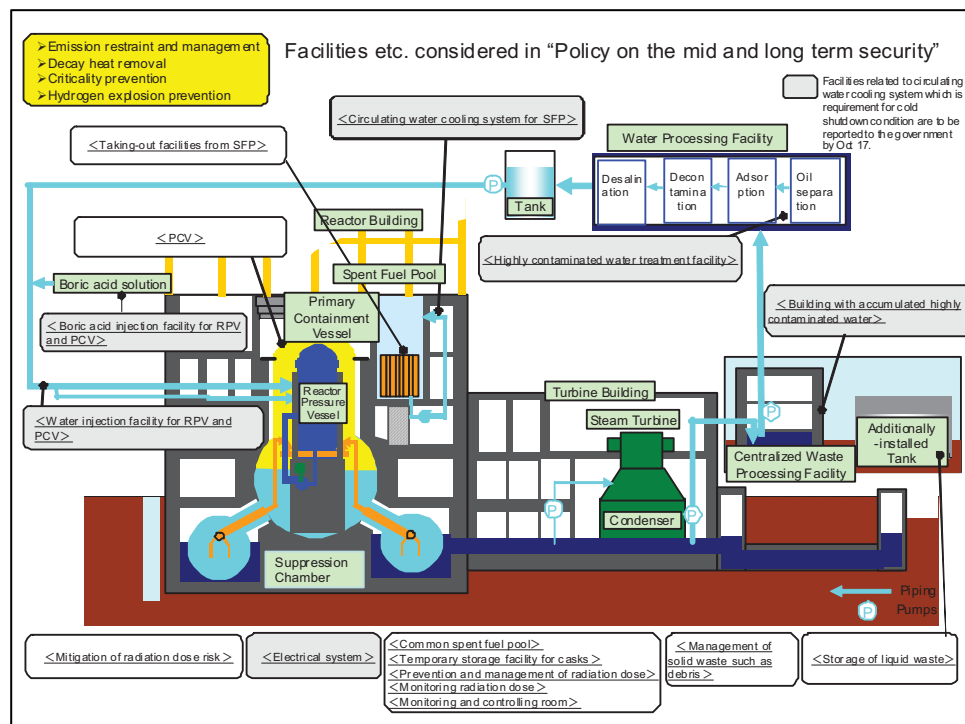 ➢Emission restraint and management
➢Decay heat removal
➢Criticality prevention
➢Hydrogen explosion prevention
Facilities etc. considered in “Policy on the mid and long term security”
Facilities related to circulating
water cooling system which is
requirement for cold
shutdown condition are to be
reported to the government
by Oct 17.
<Circulating water cooling system for SFP>
<Taking-out facilities from SFP>
Water Processing Facility
Desalin
ation
Decon
tamina
tion
Adsor
ption
Oil
separa
tion
P
Tank
Reactor Building
<PCV>
<Highly contaminated water treatment facility>
Spent Fuel Pool
Boric acid solution
Primary
Containment
Vessel
<Building with accumulated highly
contaminated water>
<Boric acid injection facility for RPV
and PCV>
Reactor
Pressure
Vessel
Turbine Building
P
<Water injection facility for RPV and
PCV>
Steam Turbine
Additionally
-installed
Tank
Centralized Waste
Processing Facility
P
Condenser
P
Suppression
Chamber
Piping
P
Pumps
<Mitigation of radiation dose risk>
<Electrical system>
<Common spent fuel pool>
<Temporary storage facility for casks>
<Prevention and management of radiation dose>
<Monitoring radiation dose>
<Monitoring and controlling room>
<Management of
solid waste such as
debris>
<Storage of liquid waste>